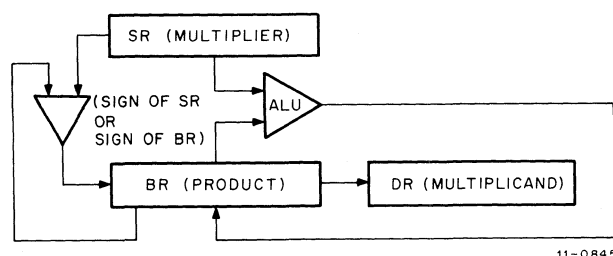 SR (MULTIPLIER)
(SIGN OF SR
OR
SIGN OF BR)
ALU
BR (PRODUCT)
DR (MULTIPLICAND)